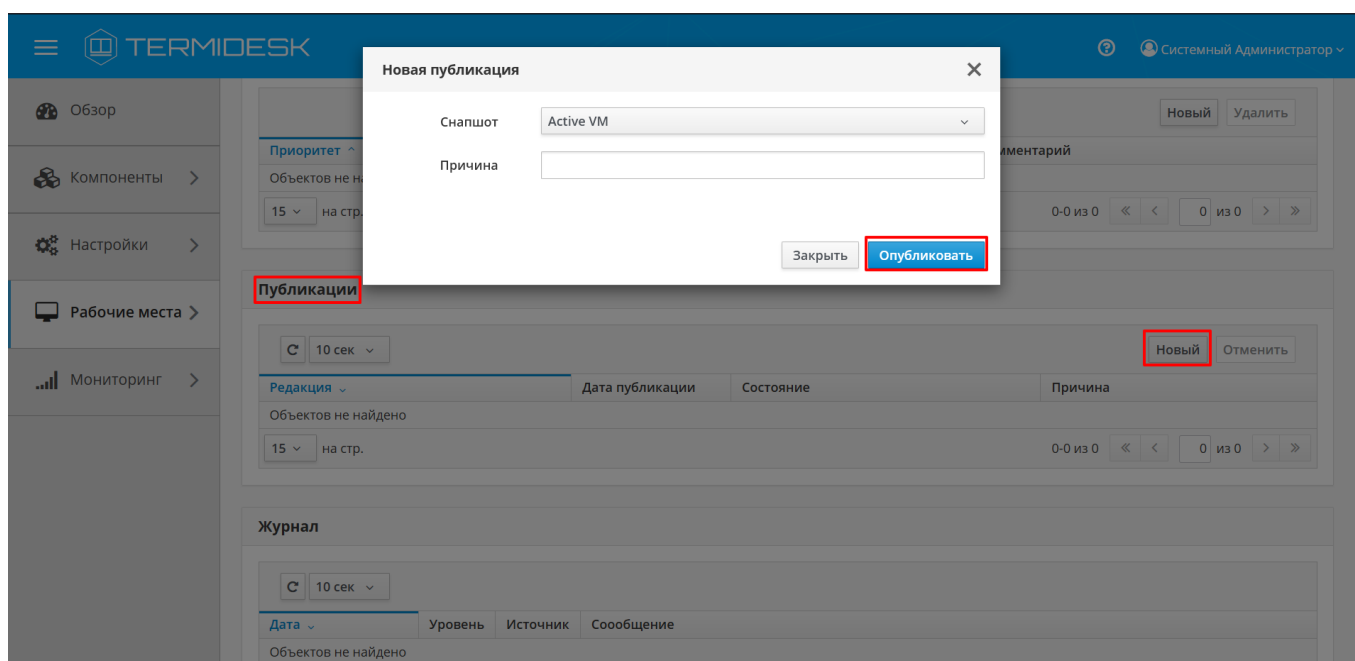 TERMIDESK
Системный Администратор
Новая публикация
Снапшот Active VM
Причина
Закрыть Опубликовать
Обзор
Компоненты
Настройки
Рабочие места
Мониторинг
Новый Удалить
Приоритет мментарий
Объектов не н
15 на стр. 0-0 из 0 0 из 0
Публикации
10 сек Новый Отменить
Редакция Дата публикации Состояние Причина
Объектов не найдено
15 на стр. 0-0 из 0 0 из 0
Журнал
10 сек
Дата Уровень Источник Соообщение
Объектов не найдено